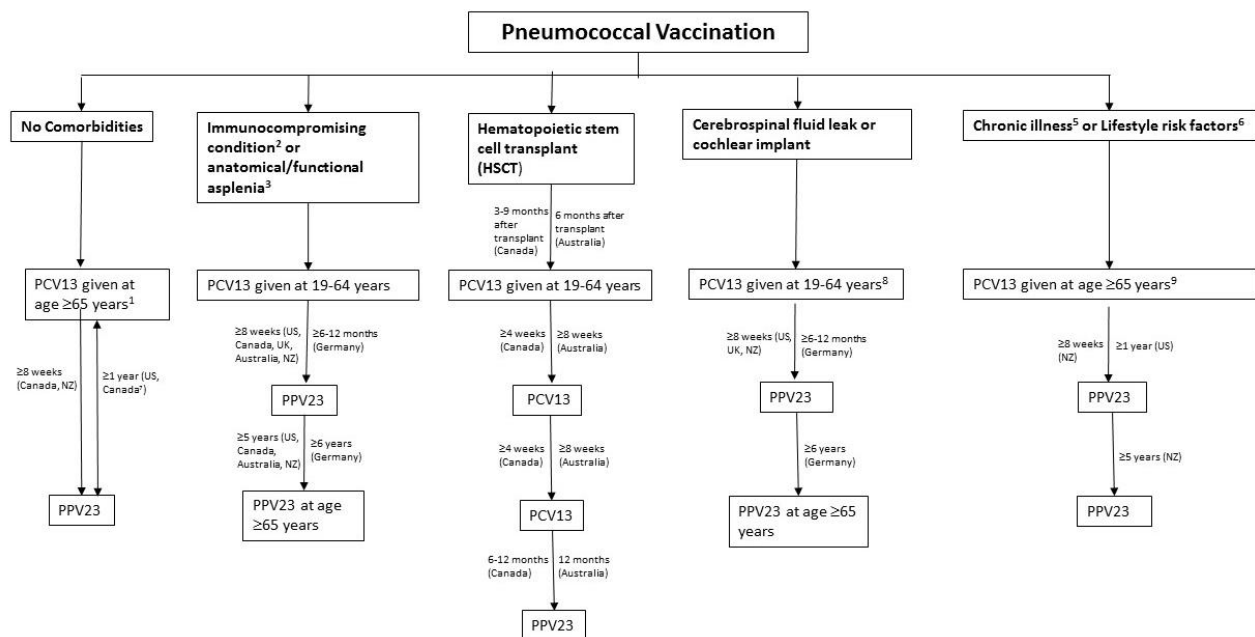 Pneumococcal Vaccination
No Comorbidities
Immunocompromising
condition² or
anatomical/functional
asplenia³
Hematopoietic stem
cell transplant
(HSCT)
Cerebrospinal fluid leak or
cochlear implant
Chronic illness⁵ or Lifestyle risk factors⁶
3-9 months
after
transplant
(Canada)
6 months after
transplant
(Australia)
PCV13 given at
age ≥65 years¹
PCV13 given at 19-64 years
PCV13 given at 19-64 years
PCV13 given at 19-64 years⁸
PCV13 given at age ≥65 years⁹
≥8 weeks
(Canada, NZ)
≥1 year (US,
Canada⁷)
≥8 weeks (US,
Canada, UK,
Australia, NZ)
≥6-12 months
(Germany)
≥4 weeks
(Canada)
≥8 weeks
(Australia)
≥8 weeks (US,
UK, NZ)
≥6-12 months
(Germany)
≥8 weeks
(NZ)
≥1 year (US)
PPV23
PCV13
PPV23
PPV23
≥5 years (US,
Canada,
Australia, NZ)
≥6 years
(Germany)
≥4 weeks
(Canada)
≥8 weeks
(Australia)
≥6 years
(Germany)
≥5 years (NZ)
PPV23
PPV23 at age
≥65 years
PCV13
PPV23 at age ≥65
years
PPV23
6-12 months
(Canada)
12 months
(Australia)
PPV23